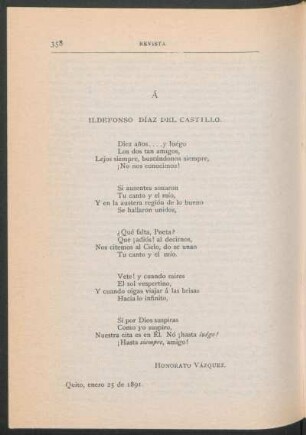 358
REVISTA
Á
ILDEFONSO DÍAZ DEL CASTILLO.
Diez años....y luego
Los dos tan amigos,
Lejos siempre, buscándonos siempre,
¡No nos conocimos!
Si ausentes sonaron
Tu canto y el mío,
Y en la austera región de lo bueno
Se hallaron unidos,
¿Qué falta, Poeta?
Que ¡adiós! al decirnos,
Nos citemos al Cielo, do se unan
Tu canto y el mío.
Vete! y cuando mires
El sol vespertino,
Y cuando oigas viajar á las brisas
Hacia lo infinito,
Si por Dios suspiras
Como yo suspiro,
Nuestra cita es en Él. No ¡hasta luego!
¡Hasta siempre, amigo!
HONORATO VÁZQUEZ.
Quito, enero 25 de 1891.